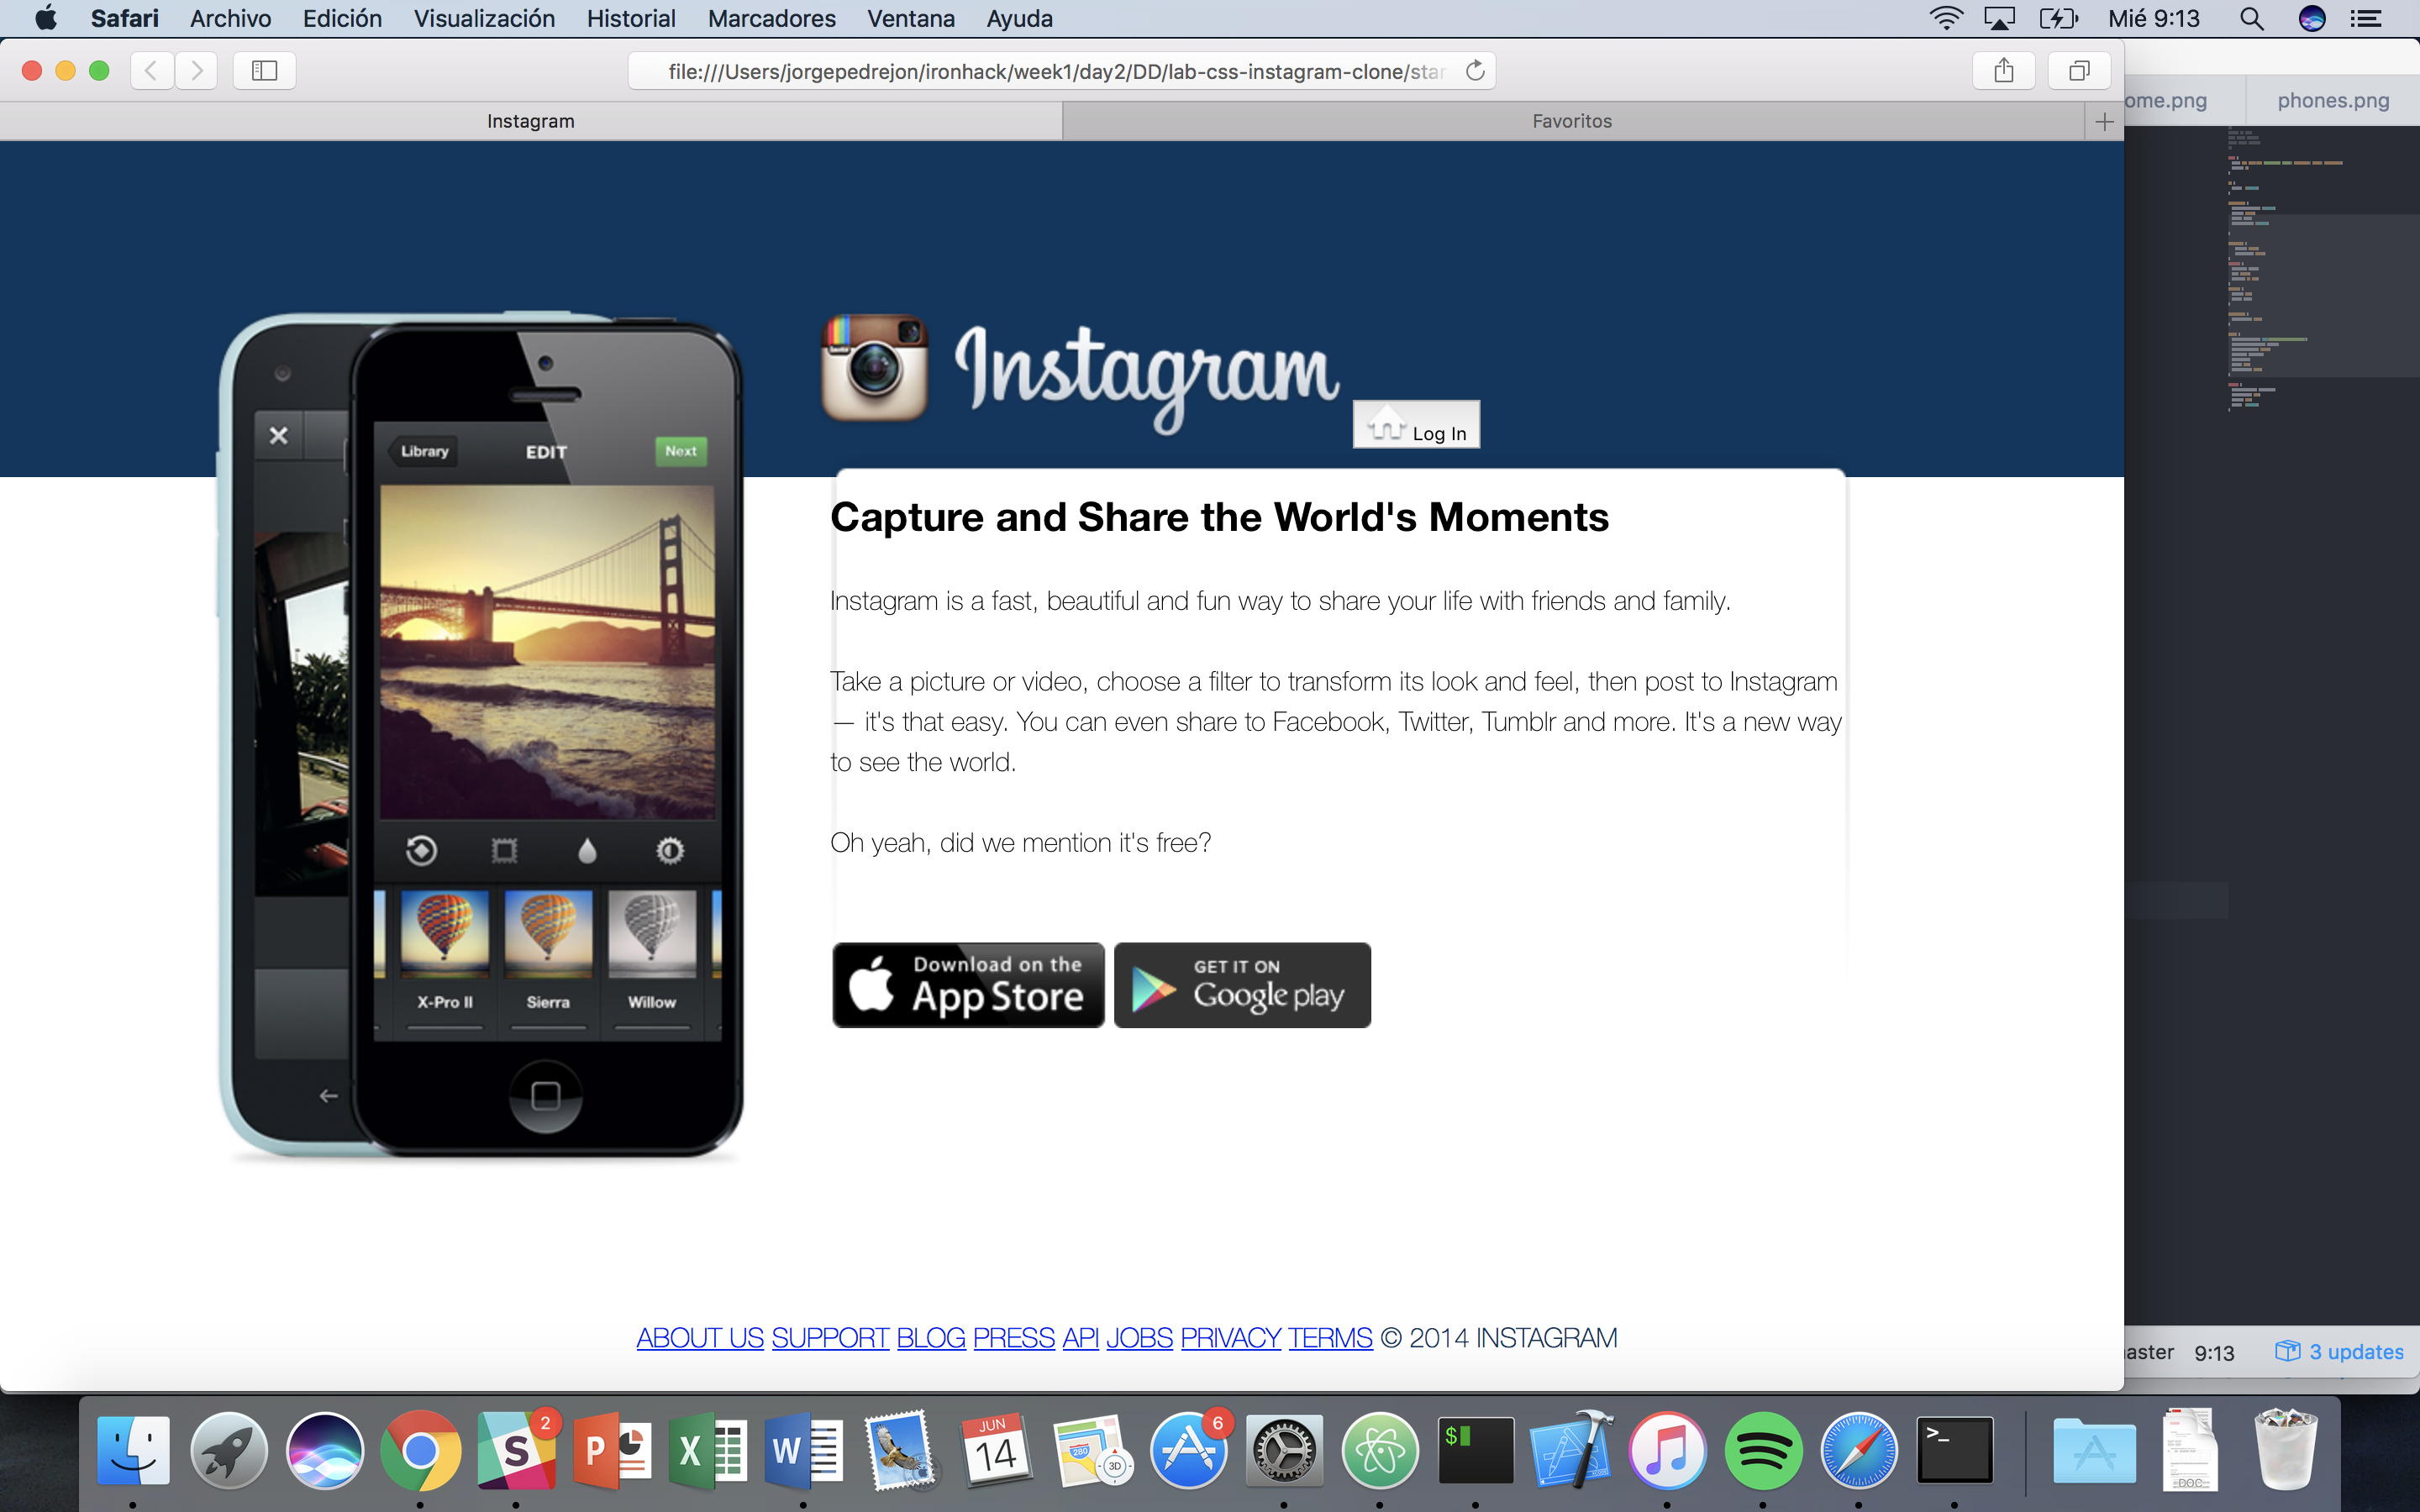 Safari Archivo Edición Visualización Historial Marcadores Ventana Ayuda Mié 9:13
file:///Users/jorgepedrejon/ironhack/week1/day2/DD/lab-css-instagram-clone/star
Instagram Favoritos
ome.png phones.png
Instagram
Log In
Library EDIT Next
X-Pro II Sierra Willow
Capture and Share the World's Moments
Instagram is a fast, beautiful and fun way to share your life with friends and family.
Take a picture or video, choose a filter to transform its look and feel, then post to Instagram
— it's that easy. You can even share to Facebook, Twitter, Tumblr and more. It's a new way
to see the world.
Oh yeah, did we mention it's free?
Download on the
App Store
GET IT ON
Google play
ABOUT US SUPPORT BLOG PRESS API JOBS PRIVACY TERMS © 2014 INSTAGRAM
aster 9:13 3 updates
2
S
P
X
W
JUN
14
280
3D
6
$
>_
DOC